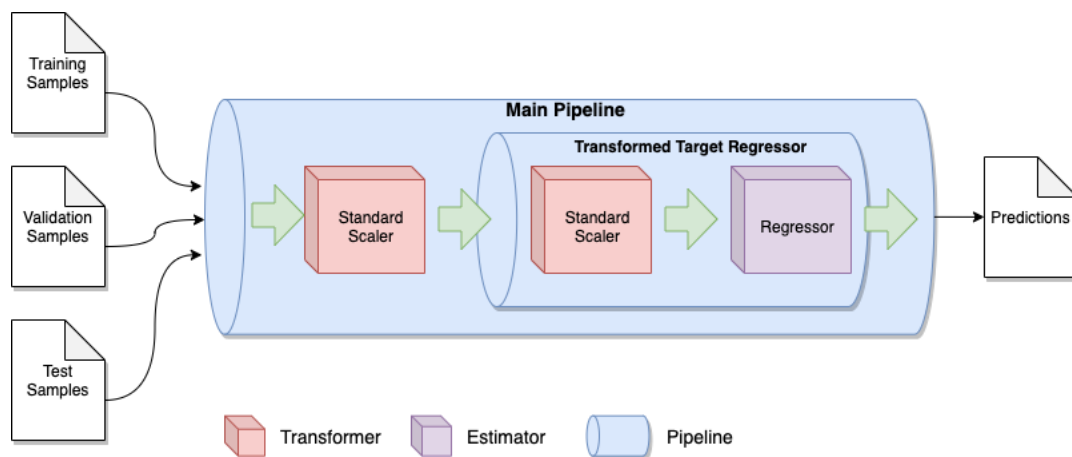 Training
Samples
Main Pipeline
Transformed Target Regressor
Validation
Samples
Standard
Scaler
Standard
Scaler
Regressor
Predictions
Test
Samples
Transformer
Estimator
Pipeline